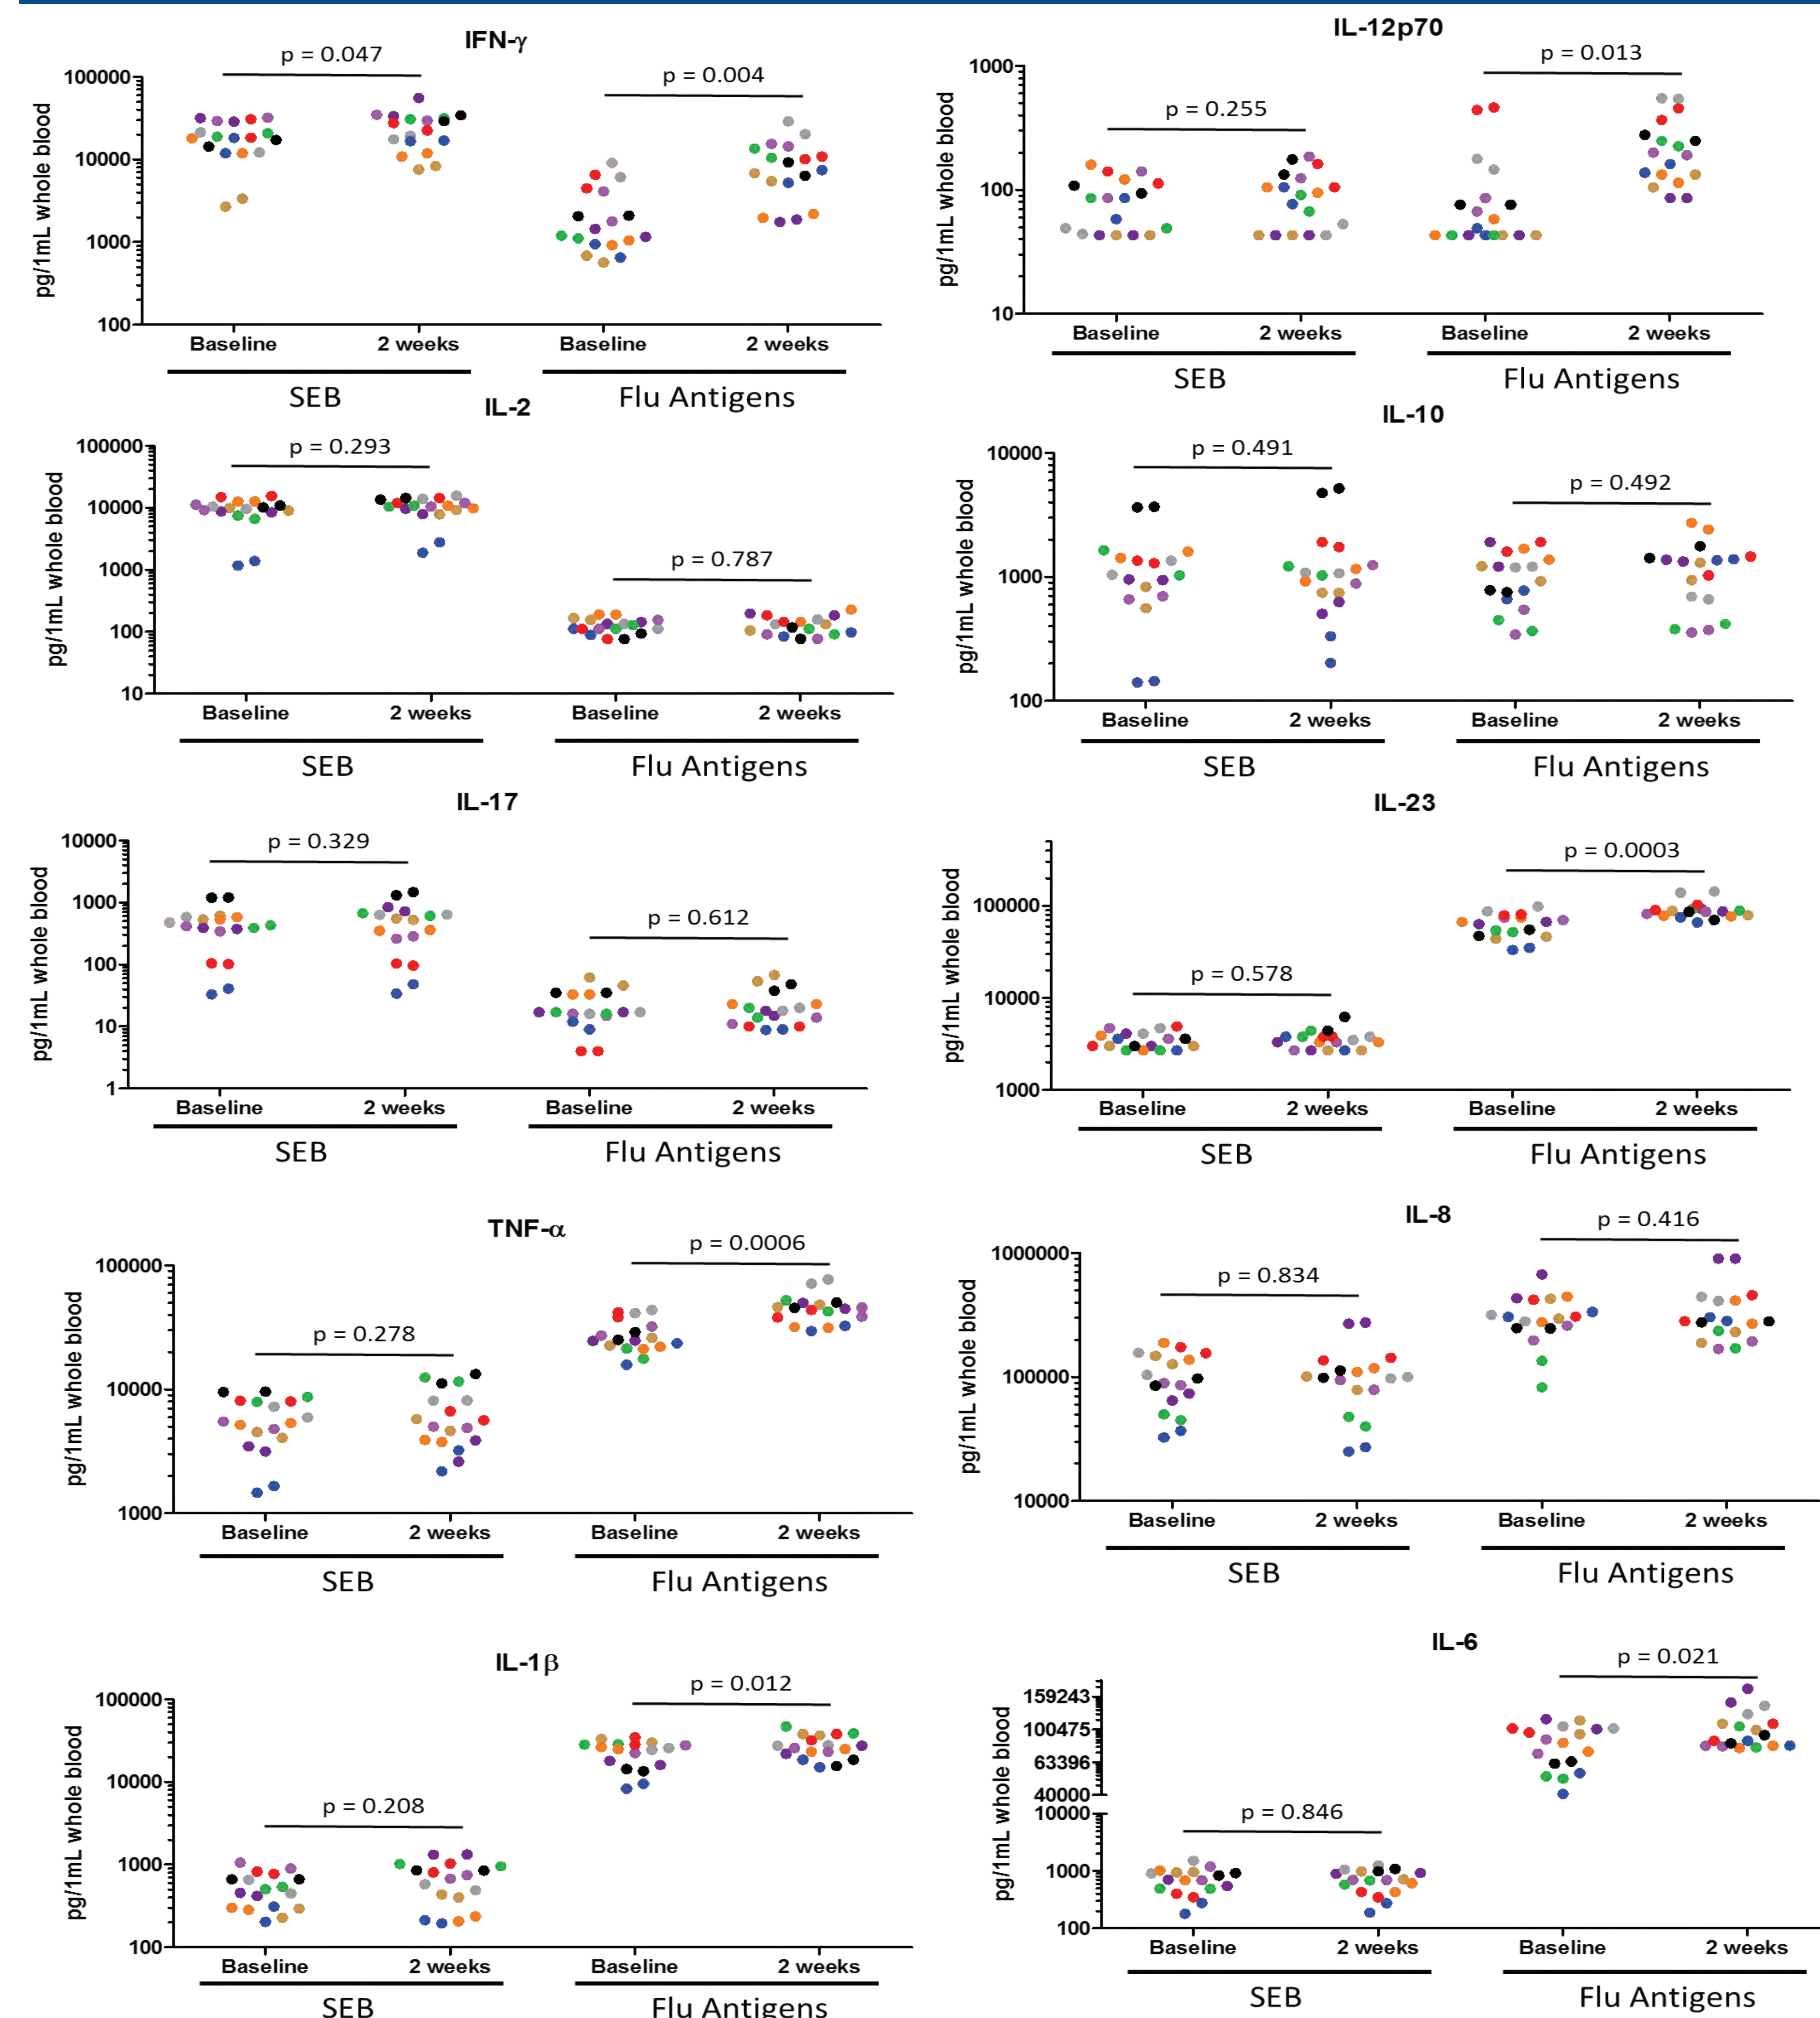 IFN-γ
p = 0.047
p = 0.004
pg/1mL whole blood
100000
10000
1000
100
Baseline
2 weeks
Baseline
2 weeks
SEB
Flu Antigens
IL-12p70
p = 0.255
p = 0.013
pg/1mL whole blood
1000
100
10
Baseline
2 weeks
Baseline
2 weeks
SEB
Flu Antigens
IL-2
p = 0.293
p = 0.787
pg/1mL whole blood
100000
10000
1000
100
10
Baseline
2 weeks
Baseline
2 weeks
SEB
Flu Antigens
IL-10
p = 0.491
p = 0.492
pg/1mL whole blood
10000
1000
100
Baseline
2 weeks
Baseline
2 weeks
SEB
Flu Antigens
IL-17
p = 0.329
p = 0.612
pg/1mL whole blood
10000
1000
100
10
1
Baseline
2 weeks
Baseline
2 weeks
SEB
Flu Antigens
IL-23
p = 0.578
p = 0.0003
pg/1mL whole blood
100000
10000
1000
Baseline
2 weeks
Baseline
2 weeks
SEB
Flu Antigens
TNF-α
p = 0.278
p = 0.0006
pg/1mL whole blood
100000
10000
1000
Baseline
2 weeks
Baseline
2 weeks
SEB
Flu Antigens
IL-8
p = 0.834
p = 0.416
pg/1mL whole blood
1000000
100000
10000
Baseline
2 weeks
Baseline
2 weeks
SEB
Flu Antigens
IL-1β
p = 0.208
p = 0.012
pg/1mL whole blood
100000
10000
1000
100
Baseline
2 weeks
Baseline
2 weeks
SEB
Flu Antigens
IL-6
p = 0.846
p = 0.021
pg/1mL whole blood
159243
100475
63396
40000
10000
1000
100
Baseline
2 weeks
Baseline
2 weeks
SEB
Flu Antigens